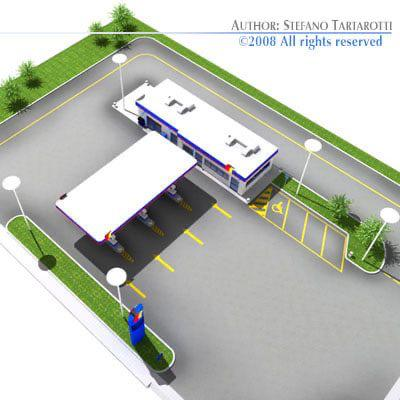 Author: Stefano Tartarotti
©2008 All rights reserved